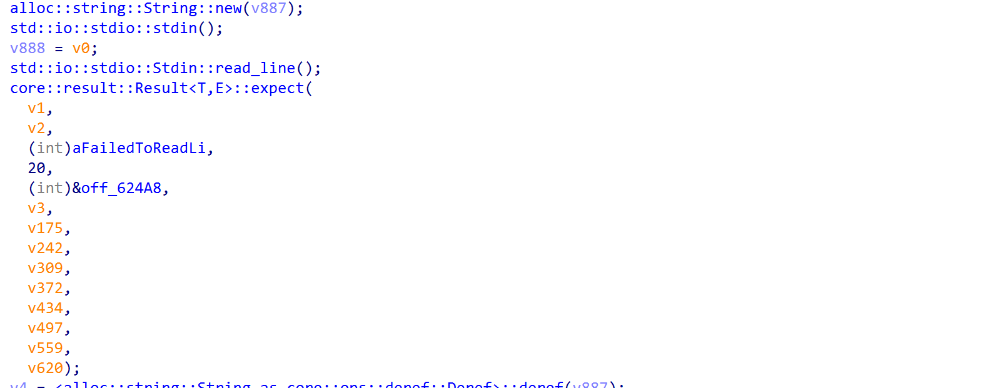 alloc::string::String::new(v887);
std::io::stdio::stdin();
v888 = v0;
std::io::stdio::Stdin::read_line();
core::result::Result<T,E>::expect(
v1,
v2,
(int)aFailedToReadLi,
20,
(int)&off_624A8,
v3,
v175,
v242,
v309,
v372,
v434,
v497,
v559,
v620);
v4 = <alloc::string::String as core::ops::deref::Deref>::deref(v887);